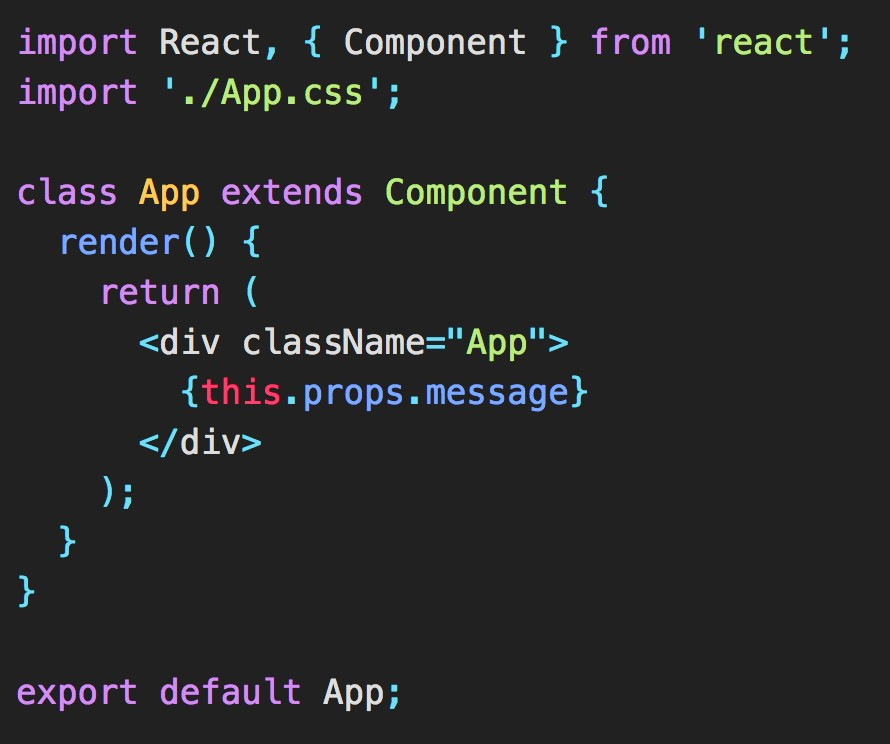 import React, { Component } from 'react';
import './App.css';

class App extends Component {
  render() {
    return (
      <div className="App">
        {this.props.message}
      </div>
    );
  }
}

export default App;